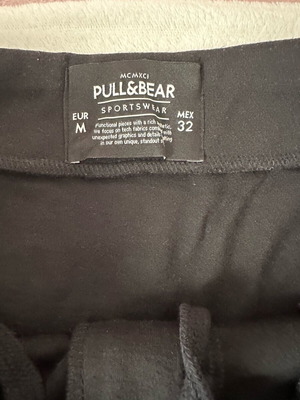 MCMXCI
PULL&BEAR
SPORTSWEAR
EUR
M
MEX
32
Functional pieces with a rich
we focus on tech fabrics
unexpected graphics and details
in our own unique, standout